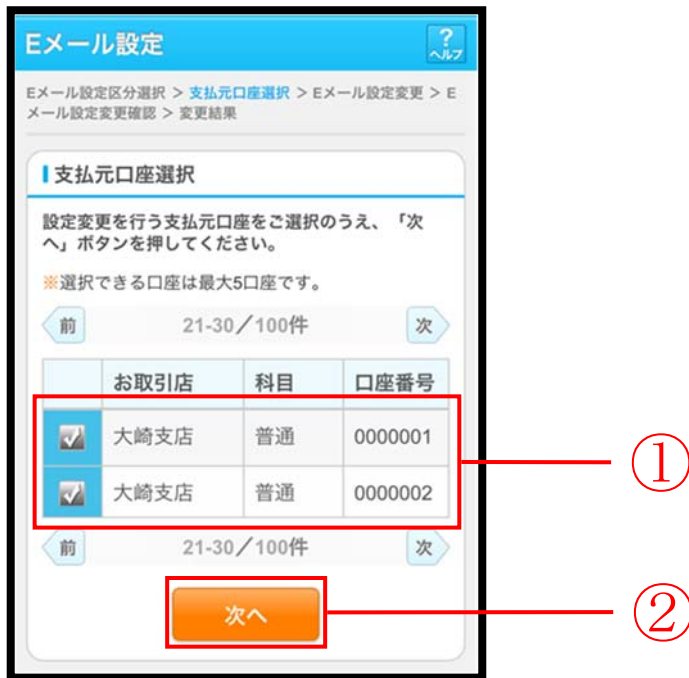 Eメール設定
?
ヘルプ
Eメール設定区分選択 > 支払元口座選択 > Eメール設定変更 > E
メール設定変更確認 > 変更結果
支払元口座選択
設定変更を行う支払元口座をご選択のうえ、「次
へ」ボタンを押してください。
※選択できる口座は最大5口座です。
前 21-30／100件 次
お取引店 科目 口座番号
大崎支店 普通 0000001
①
大崎支店 普通 0000002
前 21-30／100件 次
次へ
②